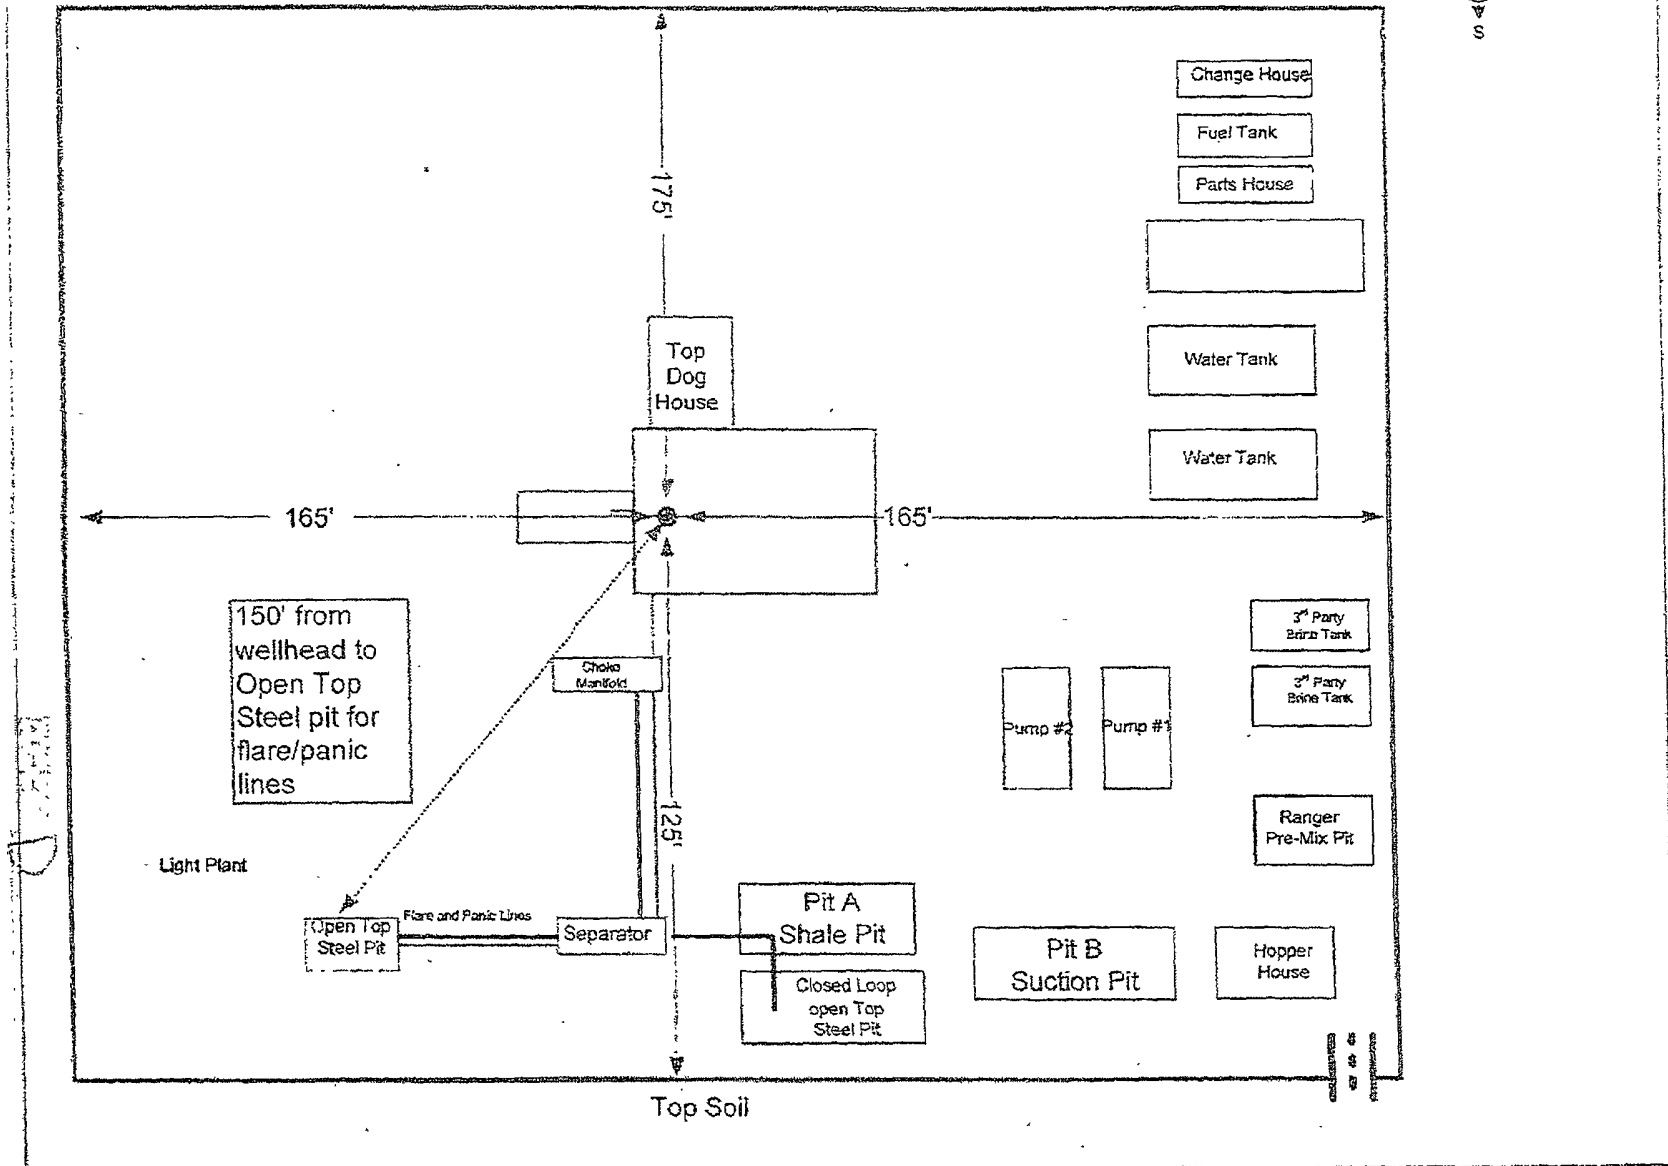 S
Change House
Fuel Tank
Parts House
175'
Top
Dog
House
Water Tank
Water Tank
165'
165'
150' from
wellhead to
Open Top
Steel pit for
flare/panic
lines
3rd Party
Brine Tank
Choke
Manifold
3rd Party
Brine Tank
Pump #2
Pump #1
125'
Ranger
Pre-Mix Pit
Light Plant
Pit A
Shale Pit
Flare and Panic Lines
Open Top
Steel Pit
Separator
Pit B
Suction Pit
Hopper
House
Closed Loop
open Top
Steel Pit
Top Soil